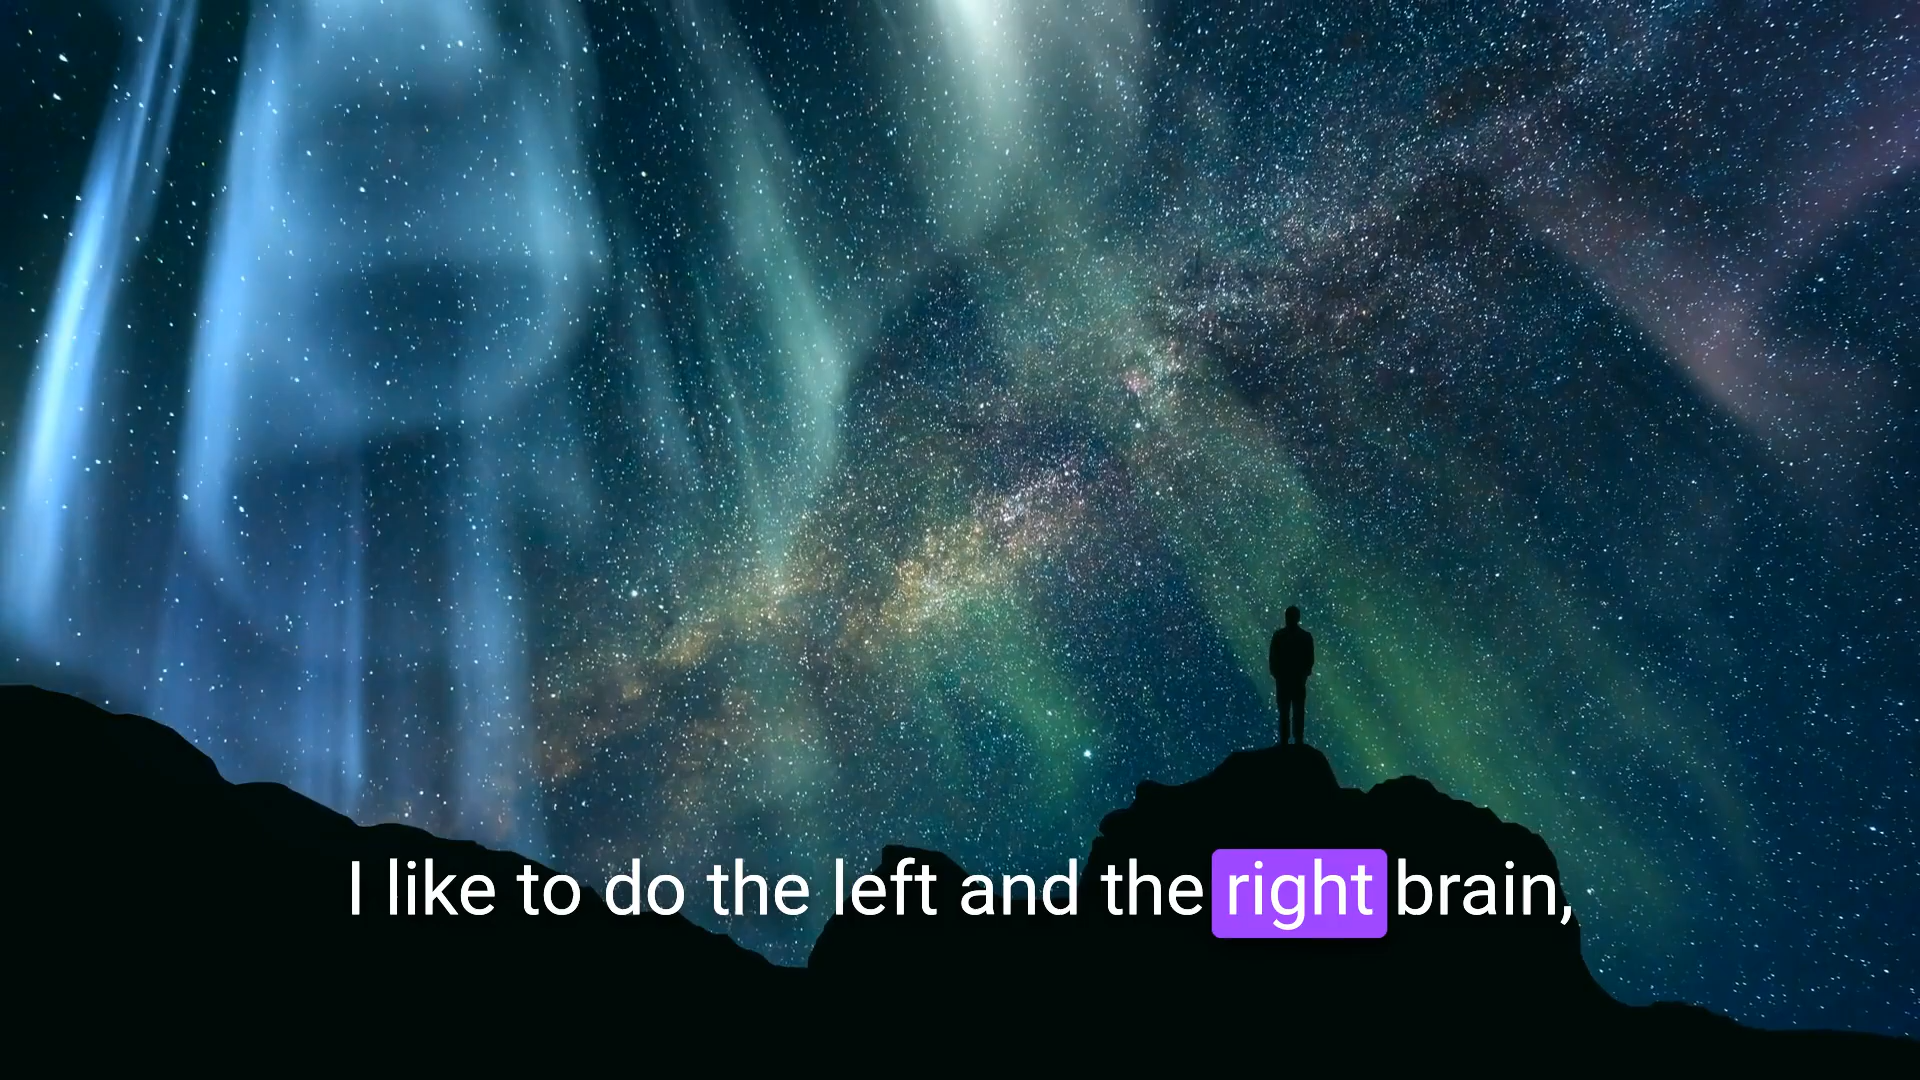 I like to do the left and the right brain,